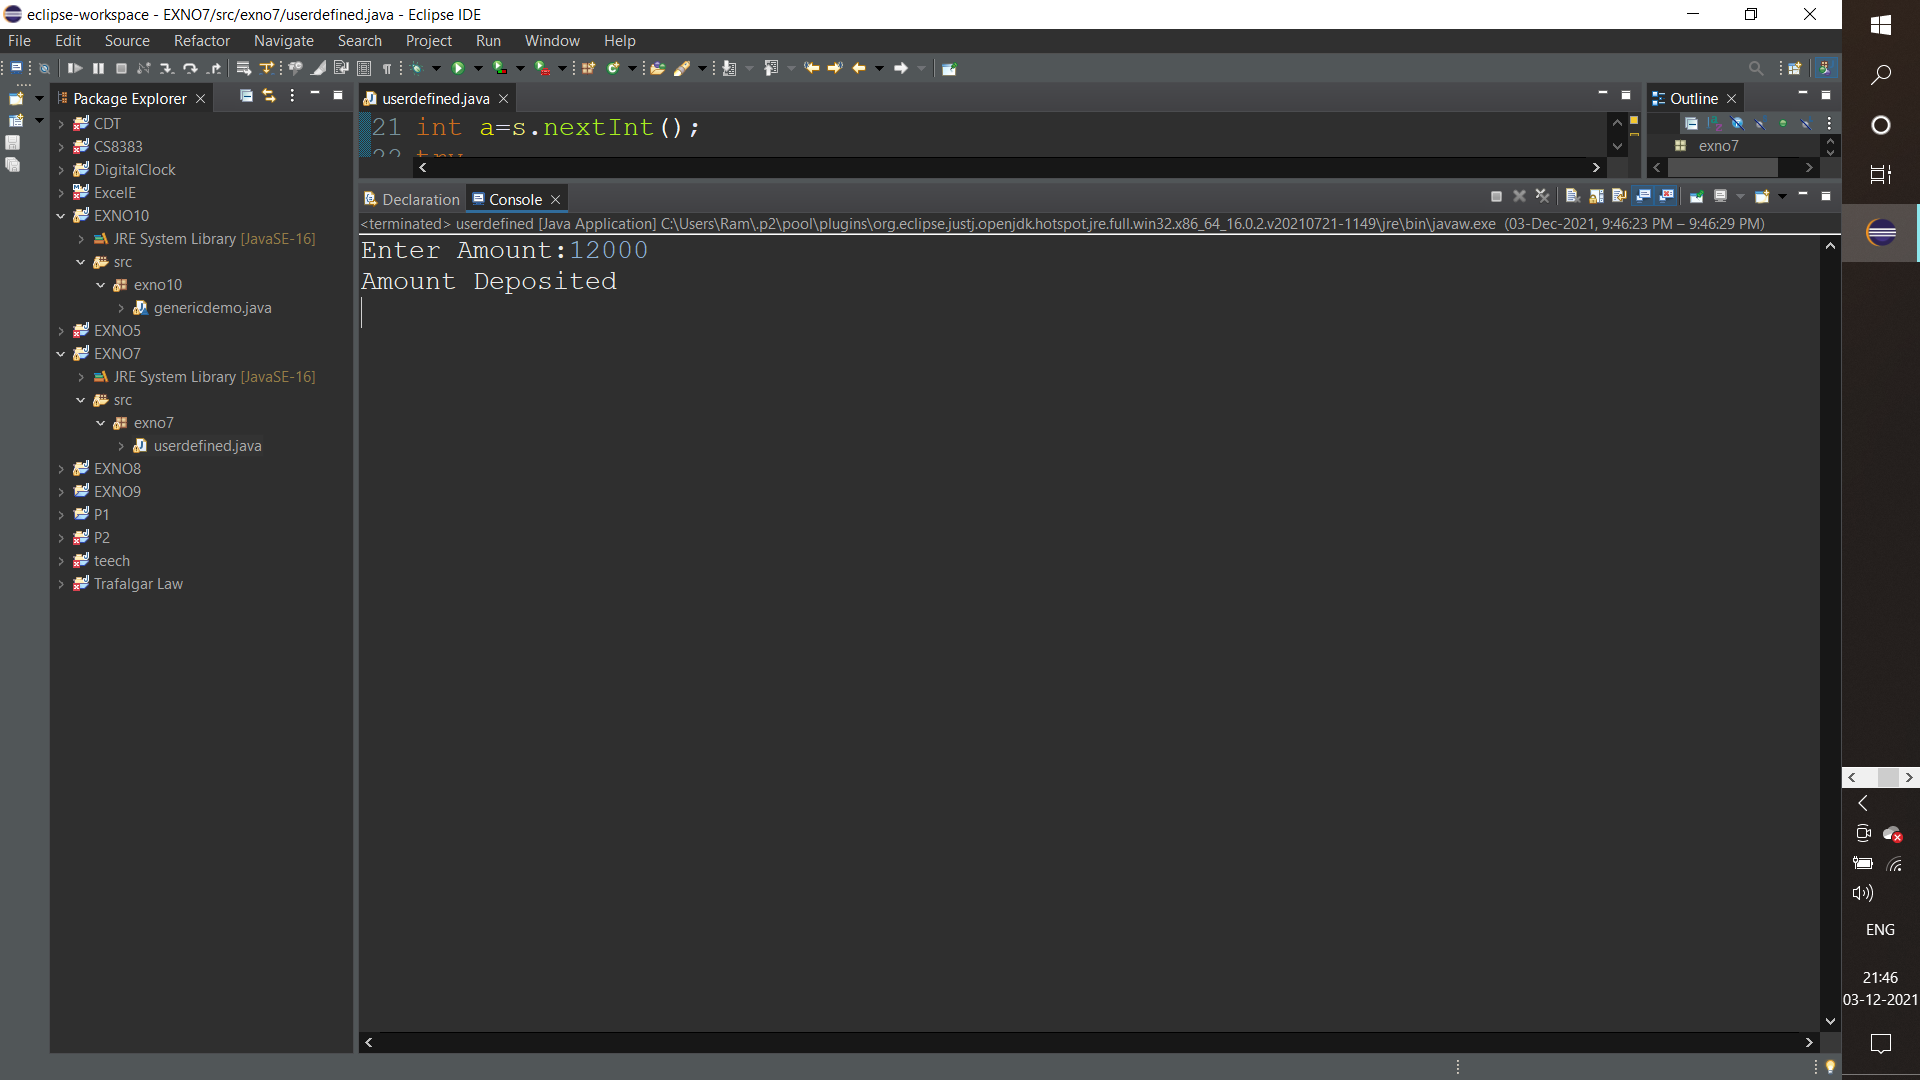 eclipse-workspace - EXNO7/src/exno7/userdefined.java - Eclipse IDE
File Edit Source Refactor Navigate Search Project Run Window Help
Package Explorer
CDT
CS8383
DigitalClock
ExcelE
EXNO10
JRE System Library [JavaSE-16]
src
exno10
genericdemo.java
EXNO5
EXNO7
JRE System Library [JavaSE-16]
src
exno7
userdefined.java
EXNO8
EXNO9
P1
P2
teech
Trafalgar Law
userdefined.java
21 int a=s.nextInt();
22 try
Outline
exno7
Declaration Console
<terminated> userdefined [Java Application] C:\Users\Ram\.p2\pool\plugins\org.eclipse.justj.openjdk.hotspot.jre.full.win32.x86_64_16.0.2.v20210721-1149\jre\bin\javaw.exe (03-Dec-2021, 9:46:23 PM – 9:46:29 PM)
Enter Amount:12000
Amount Deposited
ENG
21:46
03-12-2021